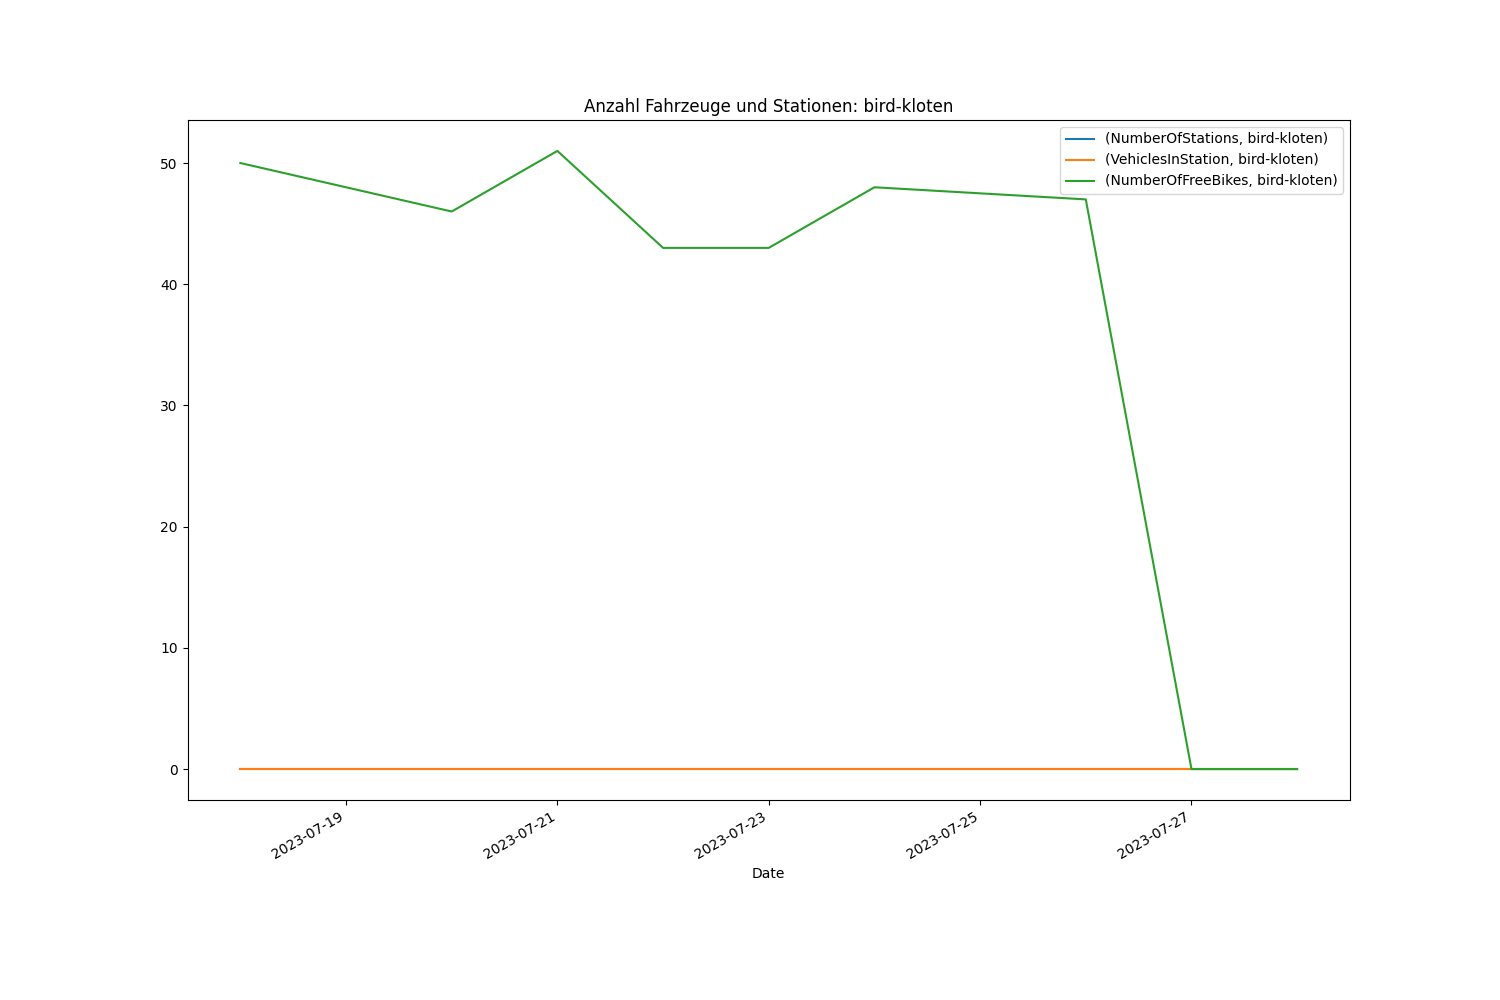 Anzahl Fahrzeuge und Stationen: bird-kloten
(NumberOfStations, bird-kloten)
(VehiclesInStation, bird-kloten)
(NumberOfFreeBikes, bird-kloten)
50
40
30
20
10
0
2023-07-19
2023-07-21
2023-07-23
2023-07-25
2023-07-27
Date